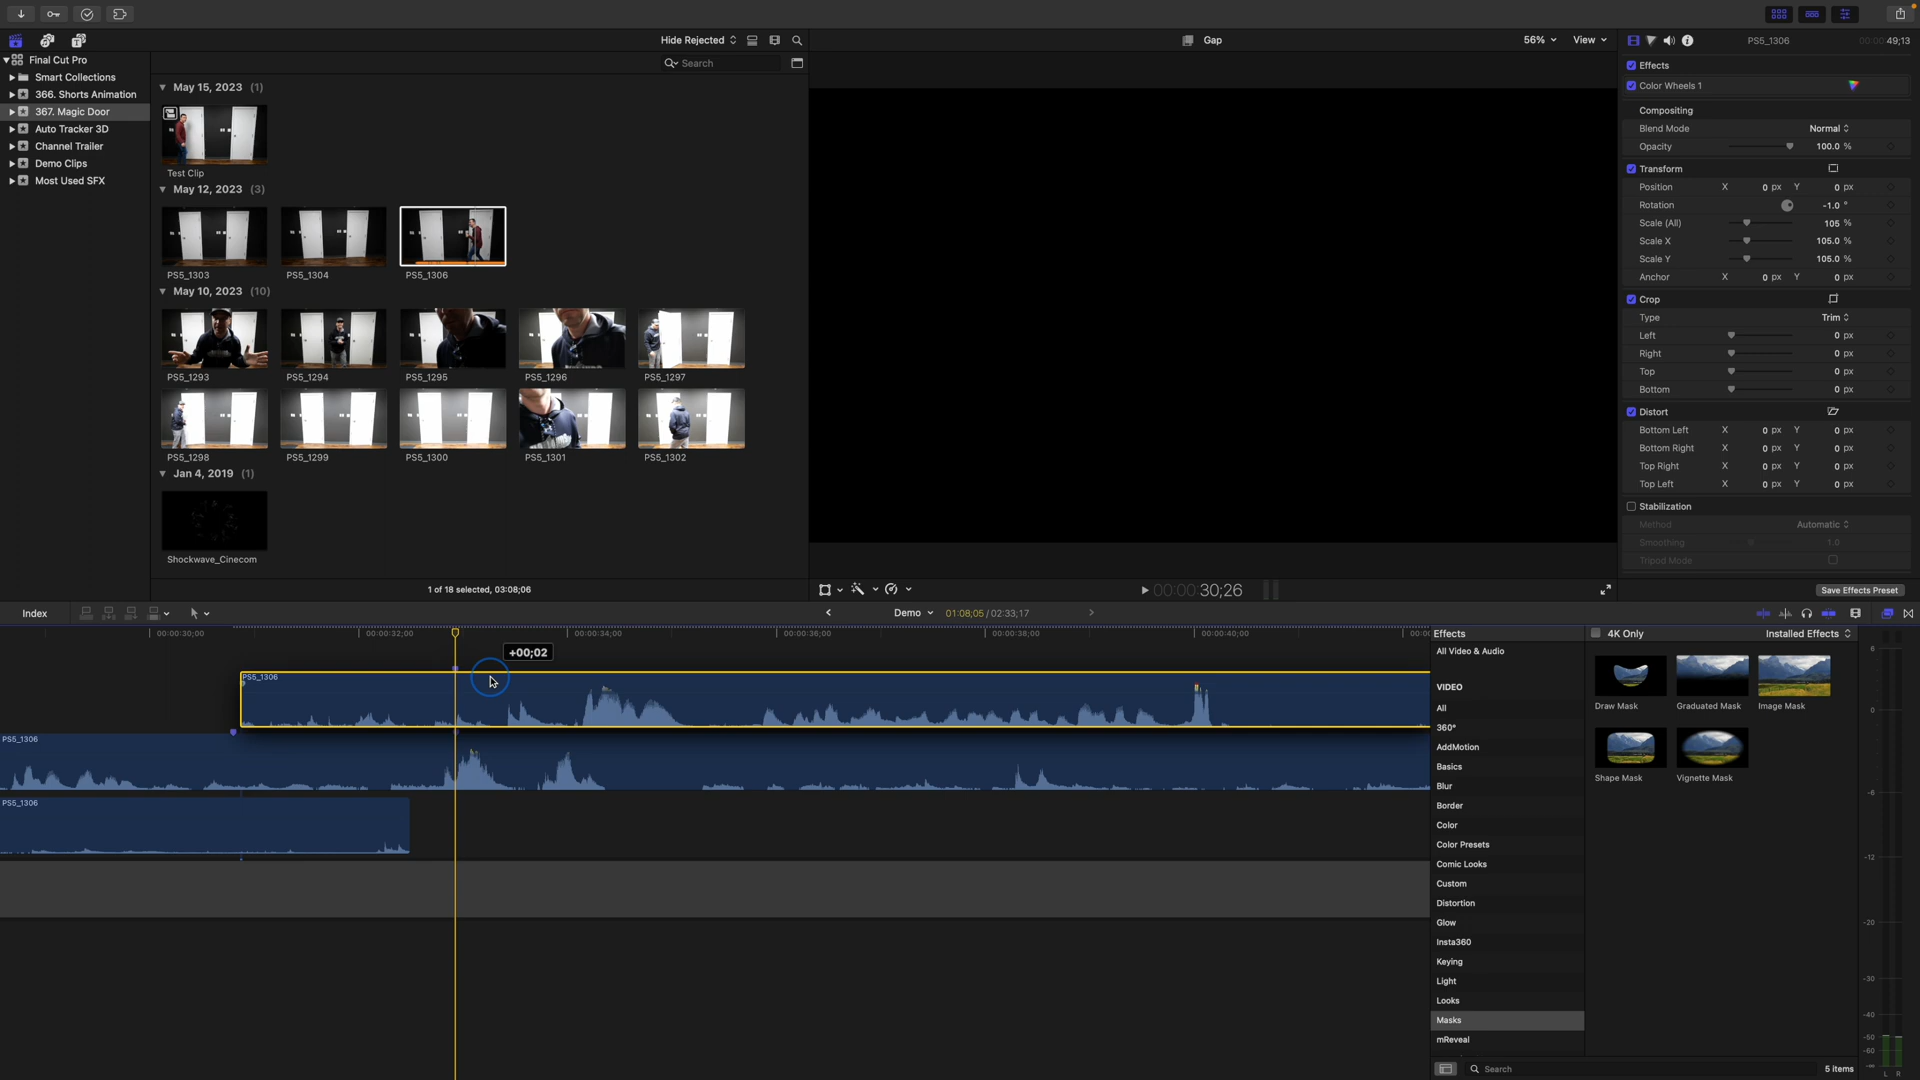 Hide Rejected
Gap
56%
View
PS5_1306
00:00:49;13
Final Cut Pro
Smart Collections
366. Shorts Animation
367. Magic Door
Auto Tracker 3D
Channel Trailer
Demo Clips
Most Used SFX
Search
May 15, 2023 (1)
Test Clip
May 12, 2023 (3)
PS5_1303
PS5_1304
PS5_1306
May 10, 2023 (10)
PS5_1293
PS5_1294
PS5_1295
PS5_1296
PS5_1297
PS5_1298
PS5_1299
PS5_1300
PS5_1301
PS5_1302
Jan 4, 2019 (1)
Shockwave_Cinecom
1 of 18 selected, 03:08;06
00:00:30;26
Effects
Color Wheels 1
Compositing
Blend Mode Normal
Opacity 100.0 %
Transform
Position X 0 px Y 0 px
Rotation -1.0 °
Scale (All) 105 %
Scale X 105.0 %
Scale Y 105.0 %
Anchor X 0 px Y 0 px
Crop
Type Trim
Left 0 px
Right 0 px
Top 0 px
Bottom 0 px
Distort
Bottom Left X 0 px Y 0 px
Bottom Right X 0 px Y 0 px
Top Right X 0 px Y 0 px
Top Left X 0 px Y 0 px
Stabilization
Method Automatic
Smoothing 1.0
Tripod Mode
Save Effects Preset
Index
Demo
01:08;05 / 02:33;17
00:00:30;00
00:00:32;00
00:00:34;00
00:00:36;00
00:00:38;00
00:00:40;00
+00;02
PS5_1306
PS5_1306
PS5_1306
Effects
4K Only
Installed Effects
All Video & Audio
VIDEO
All
360°
AddMotion
Basics
Blur
Border
Color
Color Presets
Comic Looks
Custom
Distortion
Glow
Insta360
Keying
Light
Looks
Masks
mReveal
Draw Mask
Graduated Mask
Image Mask
Shape Mask
Vignette Mask
Search
5 items
6
0
-6
-12
-20
-30
-40
-50
-60
-∞
L R